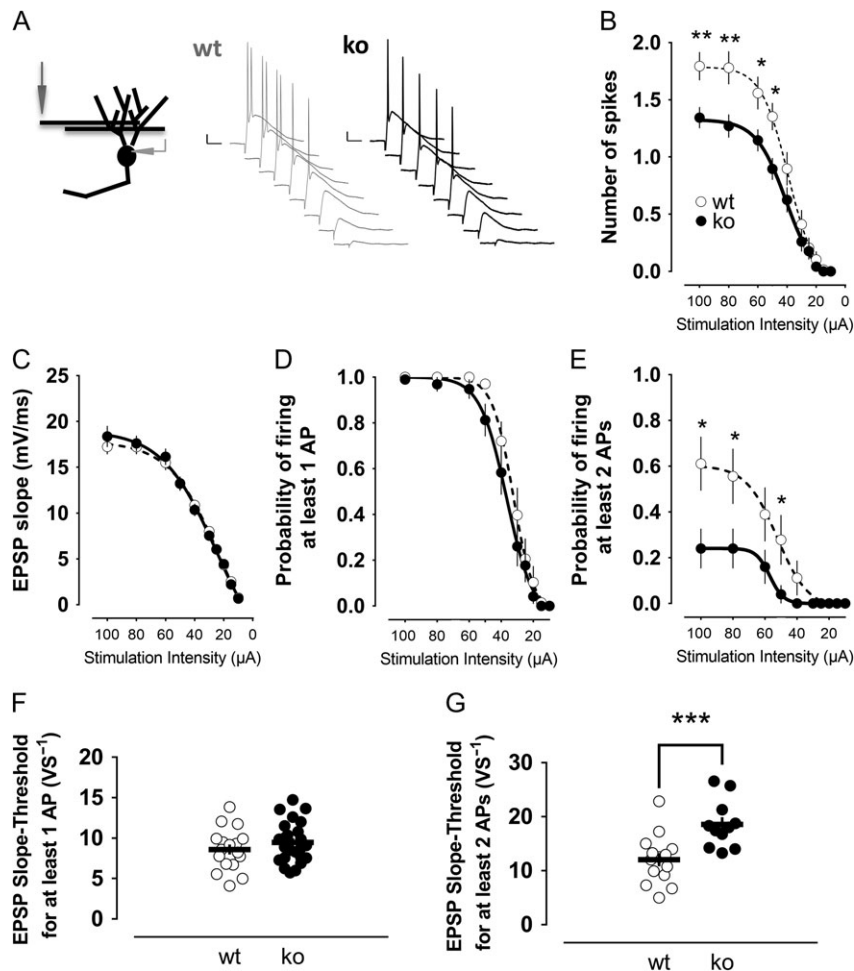 A
wt
ko
B
** ** * *
Number of spikes
2.0
1.5
1.0
0.5
0.0
wt
ko
100 80 60 40 20 0
Stimulation Intensity (µA)
C
EPSP slope (mV/ms)
25
20
15
10
5
0
100 80 60 40 20 0
Stimulation Intensity (µA)
D
Probability of firing
at least 1 AP
1.0
0.8
0.6
0.4
0.2
0.0
100 80 60 40 20
Stimulation Intensity (µA)
E
Probability of firing
at least 2 APs
1.0
0.8
0.6
0.4
0.2
0.0
* * *
100 80 60 40 20
Stimulation Intensity (µA)
F
EPSP Slope-Threshold
for at least 1 AP (VS⁻¹)
20
15
10
5
0
wt ko
G
EPSP Slope-Threshold
for at least 2 APs (VS⁻¹)
30
20
10
0
***
wt ko